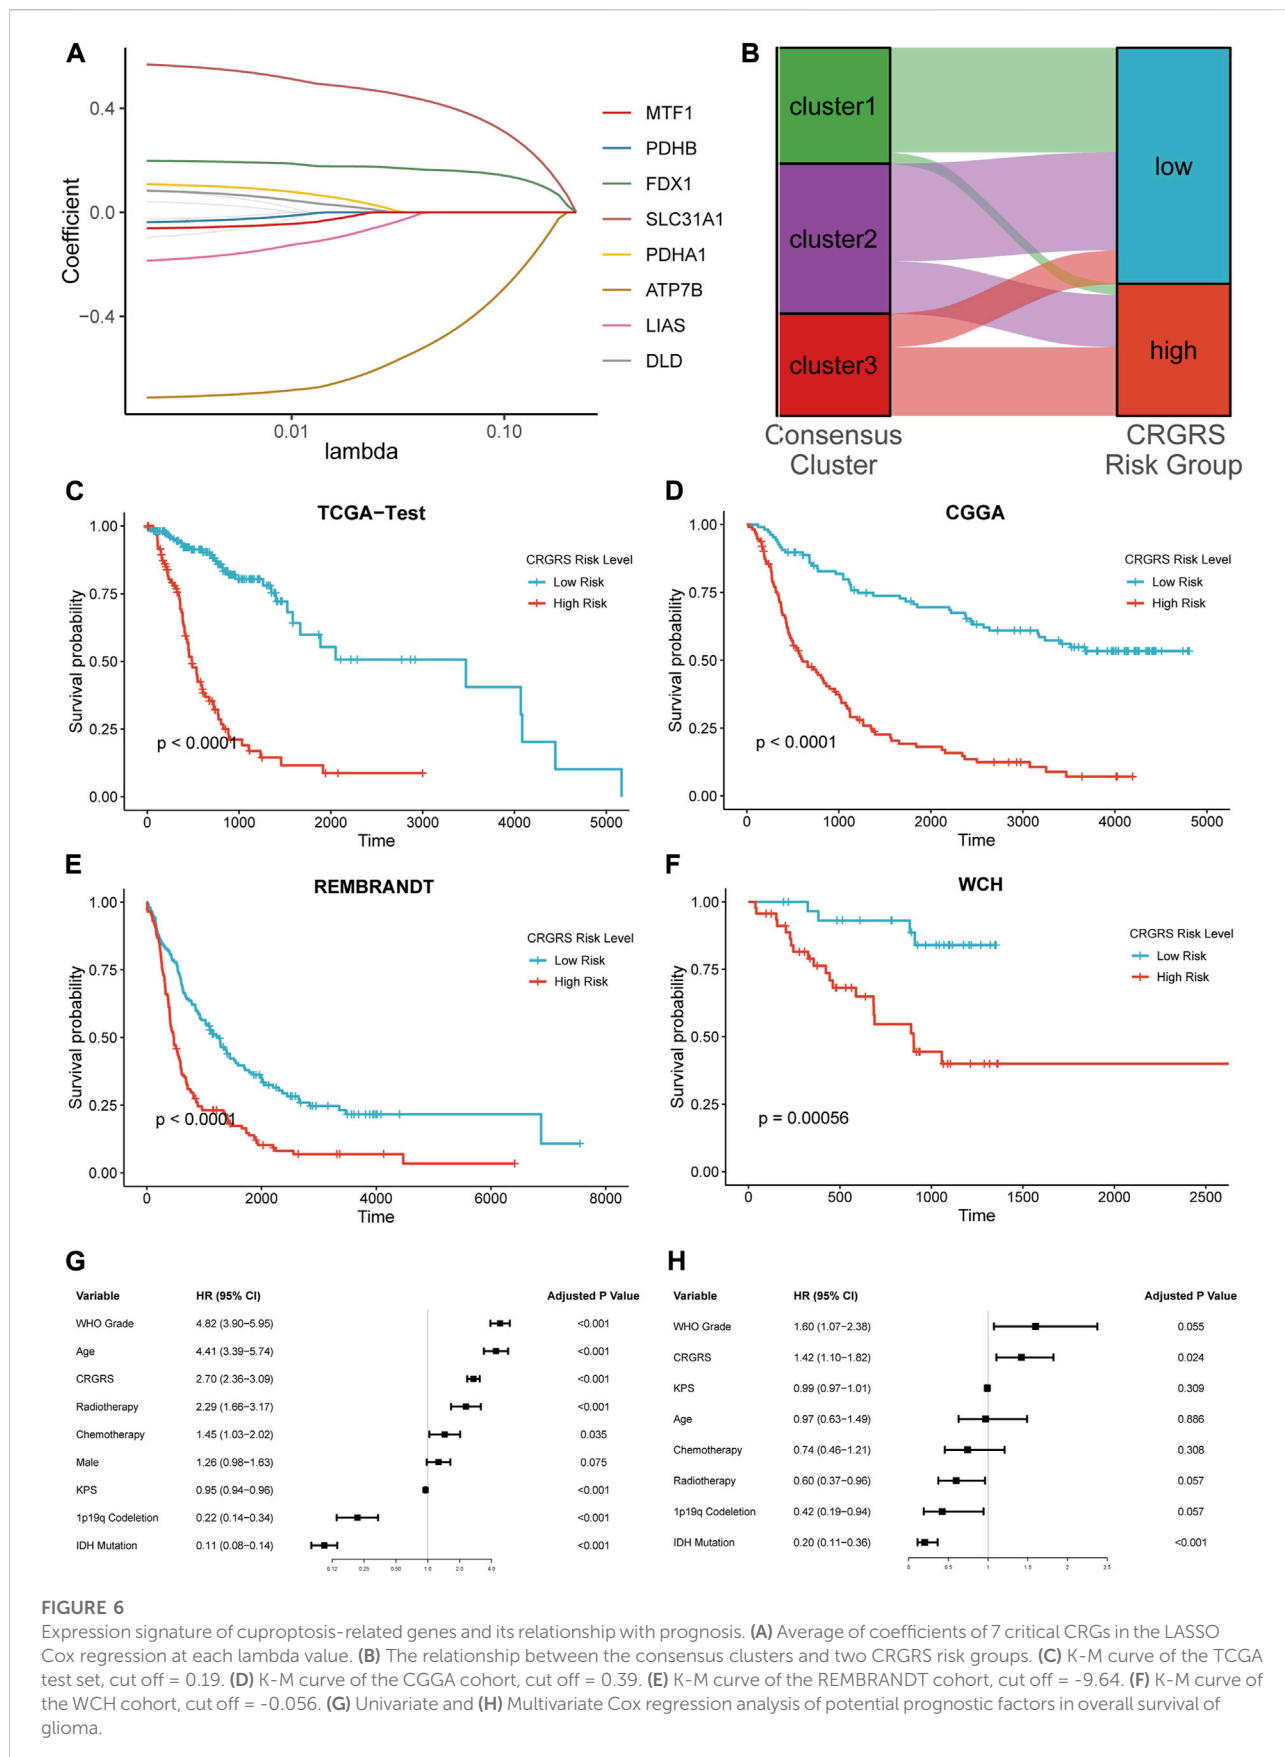 A
0.4
0.0
−0.4
Coefficient
0.01
0.10
lambda
MTF1
PDHB
FDX1
SLC31A1
PDHA1
ATP7B
LIAS
DLD
B
cluster1
cluster2
cluster3
low
high
Consensus
Cluster
CRGRS
Risk Group
C
TCGA−Test
1.00
0.75
0.50
0.25
0.00
Survival probability
CRGRS Risk Level
Low Risk
High Risk
p < 0.0001
0 1000 2000 3000 4000 5000
Time
D
CGGA
1.00
0.75
0.50
0.25
0.00
Survival probability
CRGRS Risk Level
Low Risk
High Risk
p < 0.0001
0 1000 2000 3000 4000 5000
Time
E
REMBRANDT
1.00
0.75
0.50
0.25
0.00
Survival probability
CRGRS Risk Level
Low Risk
High Risk
p < 0.0001
0 2000 4000 6000 8000
Time
F
WCH
1.00
0.75
0.50
0.25
0.00
Survival probability
CRGRS Risk Level
Low Risk
High Risk
p = 0.00056
0 500 1000 1500 2000 2500
Time
G
Variable HR (95% CI) Adjusted P Value
WHO Grade 4.82 (3.90−5.95) <0.001
Age 4.41 (3.39−5.74) <0.001
CRGRS 2.70 (2.36−3.09) <0.001
Radiotherapy 2.29 (1.66−3.17) <0.001
Chemotherapy 1.45 (1.03−2.02) 0.035
Male 1.26 (0.98−1.63) 0.075
KPS 0.95 (0.94−0.96) <0.001
1p19q Codeletion 0.22 (0.14−0.34) <0.001
IDH Mutation 0.11 (0.08−0.14) <0.001
0.12 0.25 0.50 1.0 2.0 4.0
H
Variable HR (95% CI) Adjusted P Value
WHO Grade 1.60 (1.07−2.38) 0.055
CRGRS 1.42 (1.10−1.82) 0.024
KPS 0.99 (0.97−1.01) 0.309
Age 0.97 (0.63−1.49) 0.886
Chemotherapy 0.74 (0.46−1.21) 0.308
Radiotherapy 0.60 (0.37−0.96) 0.057
1p19q Codeletion 0.42 (0.19−0.94) 0.057
IDH Mutation 0.20 (0.11−0.36) <0.001
0 0.5 1 1.5 2 2.5
FIGURE 6
Expression signature of cuproptosis-related genes and its relationship with prognosis. (A) Average of coefficients of 7 critical CRGs in the LASSO
Cox regression at each lambda value. (B) The relationship between the consensus clusters and two CRGRS risk groups. (C) K-M curve of the TCGA
test set, cut off = 0.19. (D) K-M curve of the CGGA cohort, cut off = 0.39. (E) K-M curve of the REMBRANDT cohort, cut off = -9.64. (F) K-M curve of
the WCH cohort, cut off = -0.056. (G) Univariate and (H) Multivariate Cox regression analysis of potential prognostic factors in overall survival of
glioma.